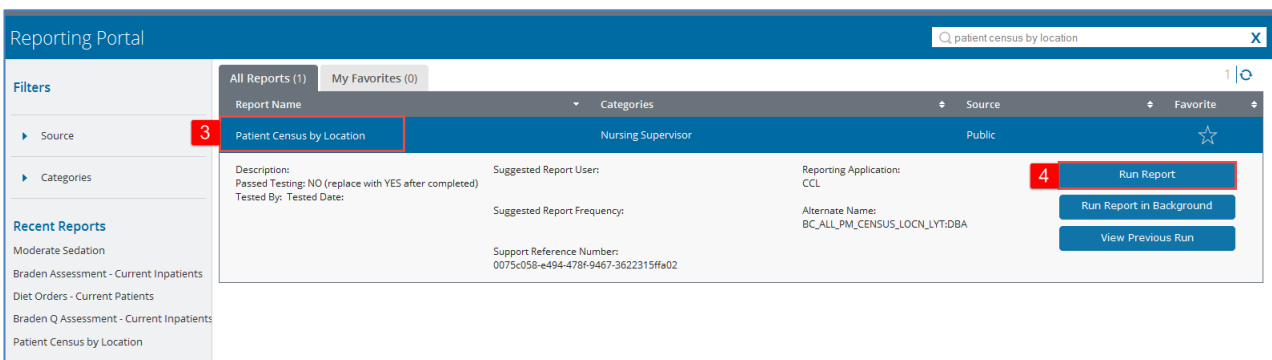 Reporting Portal
patient census by location X
Filters
Source
Categories
Recent Reports
Moderate Sedation
Braden Assessment - Current Inpatients
Diet Orders - Current Patients
Braden Q Assessment - Current Inpatients
Patient Census by Location
All Reports (1) My Favorites (0) 1
Report Name Categories Source Favorite
3 Patient Census by Location Nursing Supervisor Public
Description:
Passed Testing: NO (replace with YES after completed)
Tested By: Tested Date:
Suggested Report User:
Suggested Report Frequency:
Support Reference Number:
0075c058-e494-478f-9467-3622315ffa02
Reporting Application:
CCL
Alternate Name:
BC_ALL_PM_CENSUS_LOCN_LYT:DBA
4 Run Report
Run Report in Background
View Previous Run